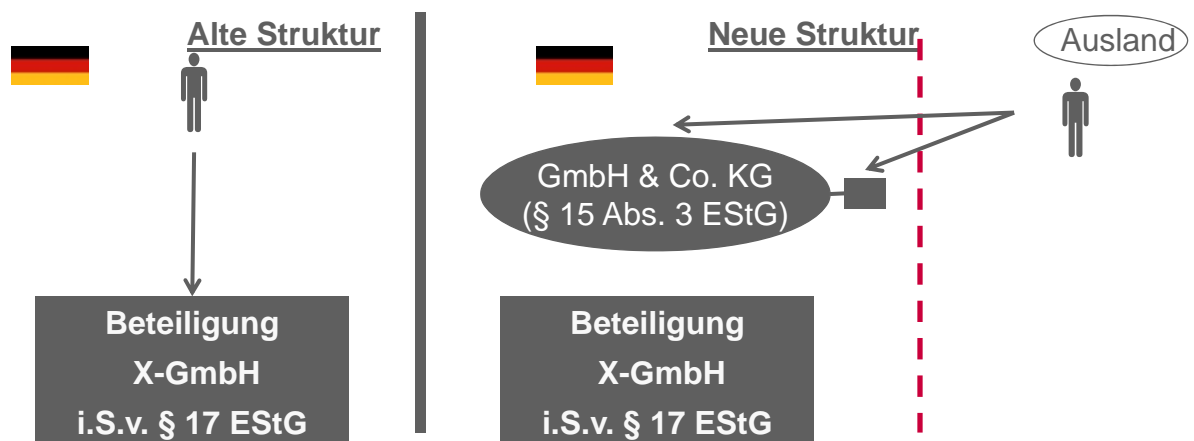 Alte Struktur
Beteiligung
X-GmbH
i.S.v. § 17 EStG
Neue Struktur
Ausland
GmbH & Co. KG
(§ 15 Abs. 3 EStG)
Beteiligung
X-GmbH
i.S.v. § 17 EStG